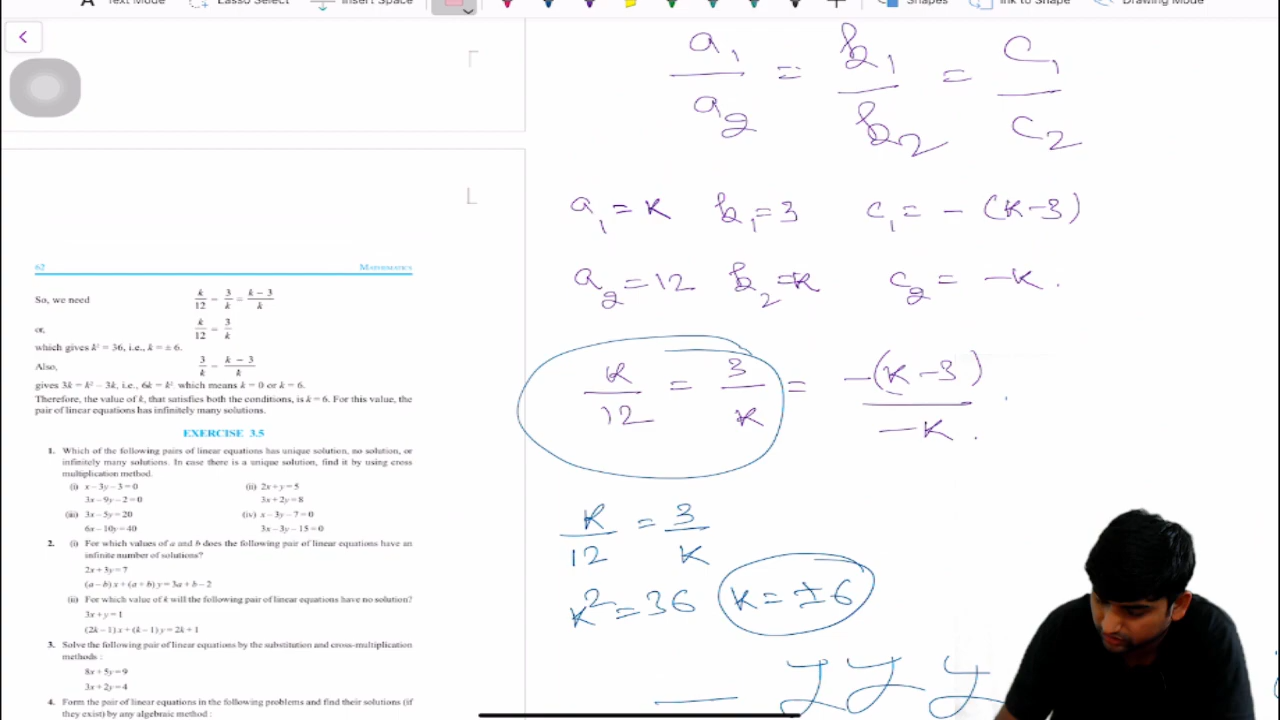 Text Mode Lasso Select Insert Space Shapes Ink to Shape Drawing Mode
62 MATHEMATICS
So, we need k/12 = 3/k = k − 3/k
or, k/12 = 3/k
which gives k² = 36, i.e., k = ± 6.
Also, 3/k = k − 3/k
gives 3k = k² − 3k, i.e., 6k = k², which means k = 0 or k = 6.
Therefore, the value of k, that satisfies both the conditions, is k = 6. For this value, the
pair of linear equations has infinitely many solutions.
EXERCISE 3.5
1. Which of the following pairs of linear equations has unique solution, no solution, or
infinitely many solutions. In case there is a unique solution, find it by using cross
multiplication method.
(i) x − 3y − 3 = 0 (ii) 2x + y = 5
3x − 9y − 2 = 0 3x + 2y = 8
(iii) 3x − 5y = 20 (iv) x − 3y − 7 = 0
6x − 10y = 40 3x − 3y − 15 = 0
2. (i) For which values of a and b does the following pair of linear equations have an
infinite number of solutions?
2x + 3y = 7
(a − b) x + (a + b) y = 3a + b − 2
(ii) For which value of k will the following pair of linear equations have no solution?
3x + y = 1
(2k − 1) x + (k − 1) y = 2k + 1
3. Solve the following pair of linear equations by the substitution and cross-multiplication
methods :
8x + 5y = 9
3x + 2y = 4
4. Form the pair of linear equations in the following problems and find their solutions (if
they exist) by any algebraic method :
a₁/a₂ = b₁/b₂ = c₁/c₂
a₁ = K b₁ = 3 c₁ = − (K − 3)
a₂ = 12 b₂ = K c₂ = −K.
K/12 = 3/K = −(K − 3)/−K.
K/12 = 3/K
K² = 36 K = ±6